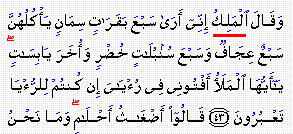 وَقَالَ ٱلْمَلِكُ إِنِّىٓ أَرَىٰ سَبْعَ بَقَرَٰتٍ سِمَانٍ يَأْكُلُهُنَّ
سَبْعٌ عِجَافٌ وَسَبْعَ سُنۢبُلَٰتٍ خُضْرٍ وَأُخَرَ يَابِسَٰتٍ ۖ
يَٰٓأَيُّهَا ٱلْمَلَأُ أَفْتُونِى فِى رُءْيَٰىَ إِن كُنتُمْ لِلرُّءْيَا
تَعْبُرُونَ ٤٣ قَالُوٓا۟ أَضْغَٰثُ أَحْلَٰمٍ ۖ وَمَا نَحْنُ